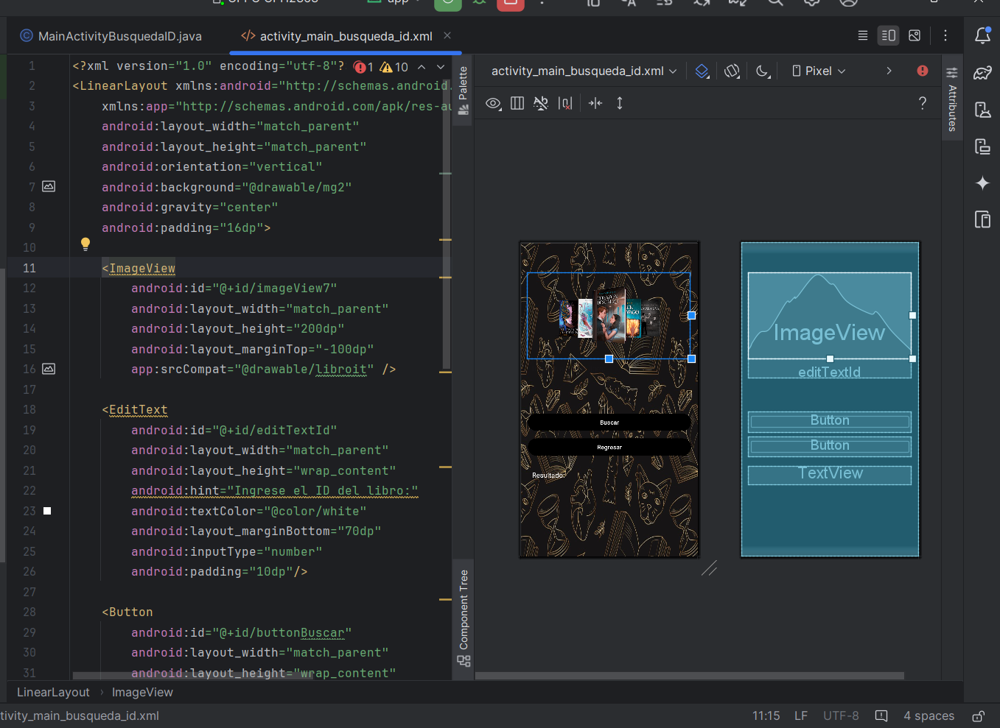 app
MainActivityBusquedaID.java
activity_main_busqueda_id.xml
1 <?xml version="1.0" encoding="utf-8"? 1 10
2 <LinearLayout xmlns:android="http://schemas.android.
3 xmlns:app="http://schemas.android.com/apk/res-au
4 android:layout_width="match_parent"
5 android:layout_height="match_parent"
6 android:orientation="vertical"
7 android:background="@drawable/mg2"
8 android:gravity="center"
9 android:padding="16dp">
10
11 <ImageView
12 android:id="@+id/imageView7"
13 android:layout_width="match_parent"
14 android:layout_height="200dp"
15 android:layout_marginTop="-100dp"
16 app:srcCompat="@drawable/libroit" />
17
18 <EditText
19 android:id="@+id/editTextId"
20 android:layout_width="match_parent"
21 android:layout_height="wrap_content"
22 android:hint="Ingrese el ID del libro:"
23 android:textColor="@color/white"
24 android:layout_marginBottom="70dp"
25 android:inputType="number"
26 android:padding="10dp"/>
27
28 <Button
29 android:id="@+id/buttonBuscar"
30 android:layout_width="match_parent"
31 android:layout_height="wrap_content"
Palette
Component Tree
activity_main_busqueda_id.xml
Pixel
?
Attributes
Buscar
Regresar
Resultado:
ImageView
editTextId
Button
Button
TextView
LinearLayout › ImageView
tivity_main_busqueda_id.xml
11:15 LF UTF-8 4 spaces